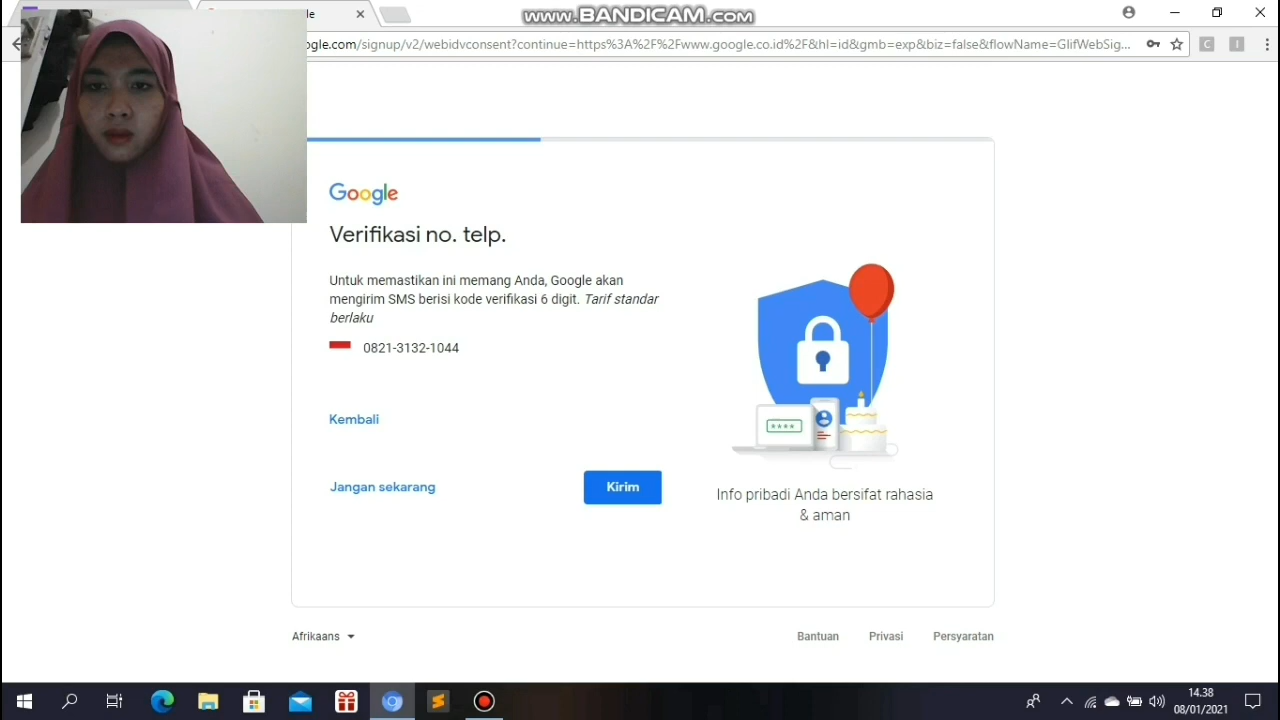 le
www.BANDICAM.com
ogle.com/signup/v2/webidvconsent?continue=https%3A%2F%2Fwww.google.co.id%2F&hl=id&gmb=exp&biz=false&flowName=GlifWebSig...
C
I
Google
Verifikasi no. telp.
Untuk memastikan ini memang Anda, Google akan
mengirim SMS berisi kode verifikasi 6 digit. Tarif standar
berlaku
0821-3132-1044
Kembali
Jangan sekarang
Kirim
Info pribadi Anda bersifat rahasia
& aman
Afrikaans
Bantuan
Privasi
Persyaratan
14.38
08/01/2021